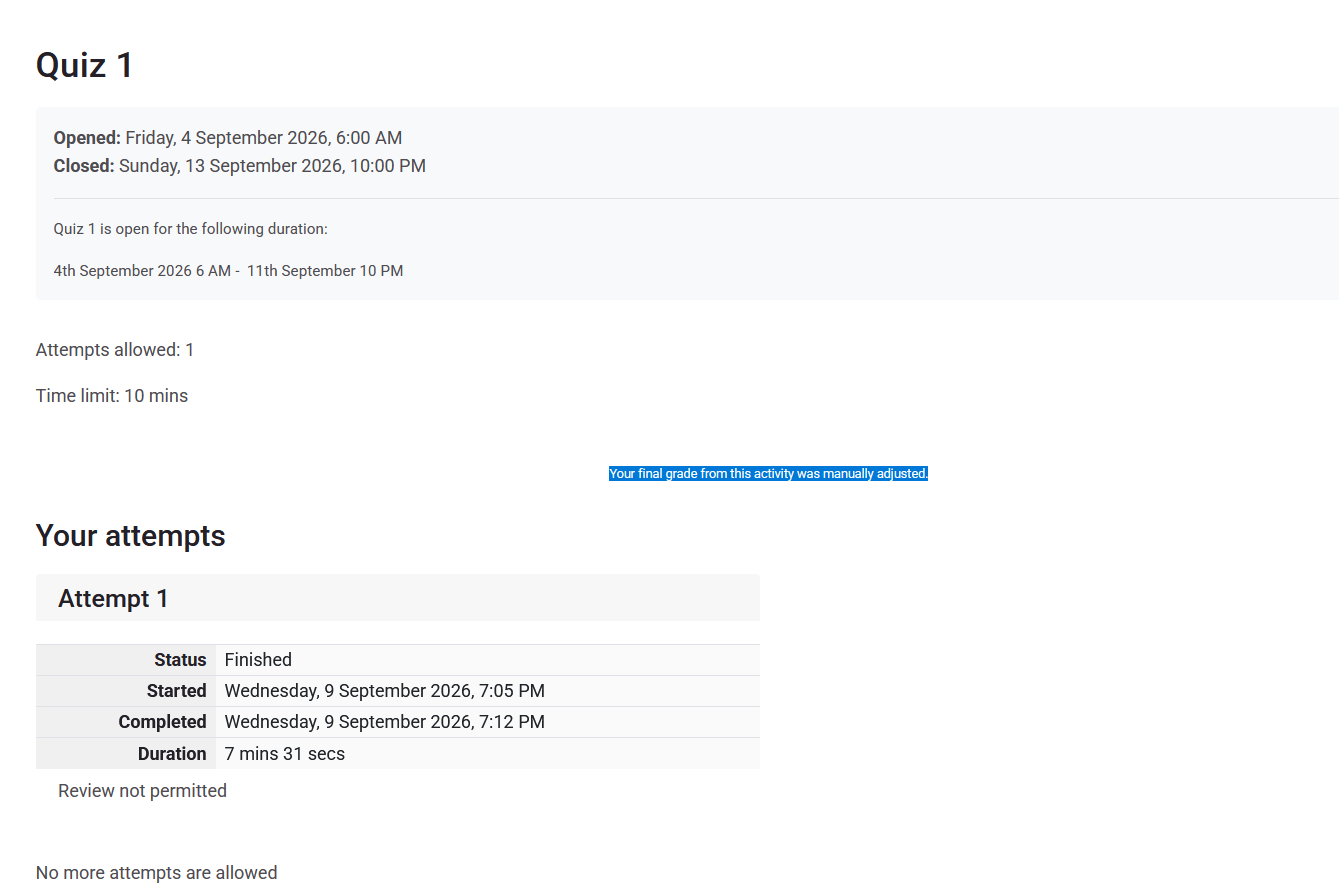 Quiz 1
Opened: Friday, 4 September 2026, 6:00 AM
Closed: Sunday, 13 September 2026, 10:00 PM
Quiz 1 is open for the following duration:
4th September 2026 6 AM - 11th September 10 PM
Attempts allowed: 1
Time limit: 10 mins
Your final grade from this activity was manually adjusted.
Your attempts
Attempt 1
Status Finished
Started Wednesday, 9 September 2026, 7:05 PM
Completed Wednesday, 9 September 2026, 7:12 PM
Duration 7 mins 31 secs
Review not permitted
No more attempts are allowed